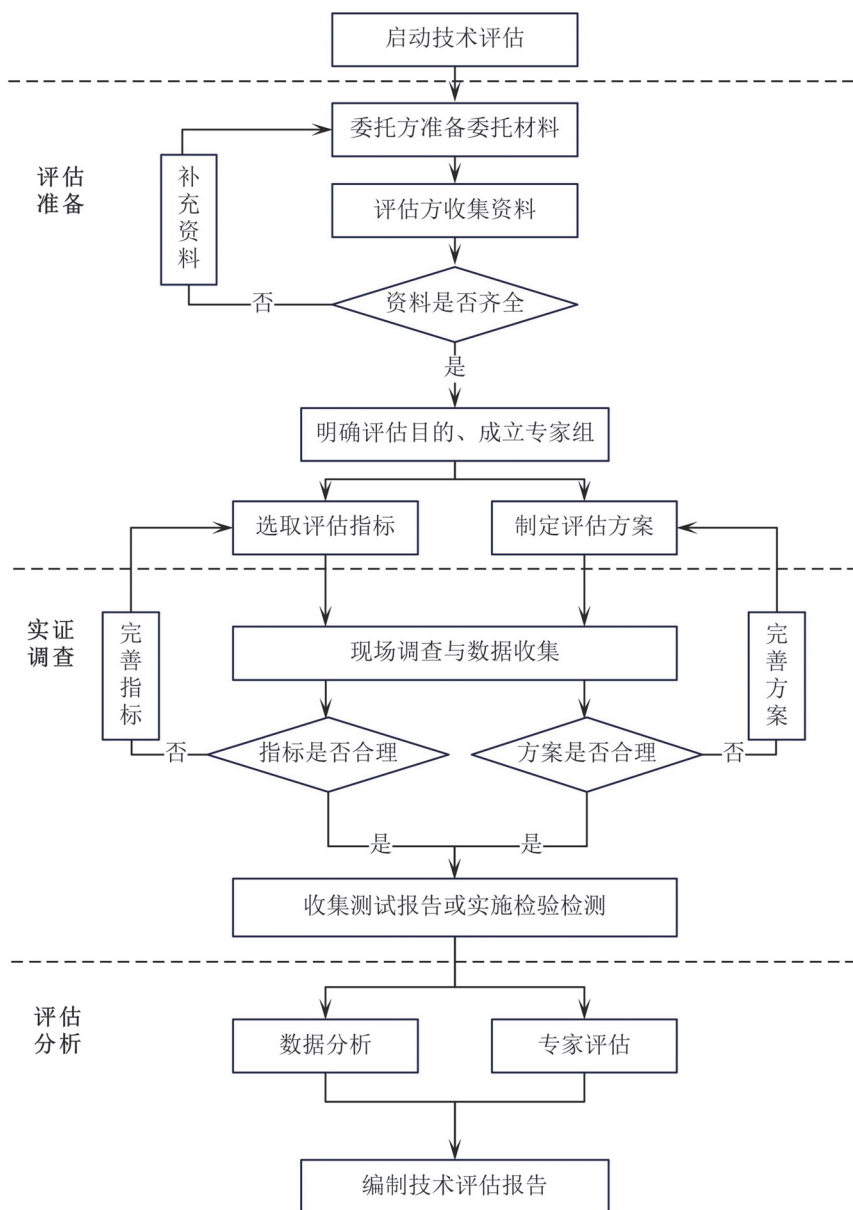 启动技术评估
委托方准备委托材料
评估
准备
补
充
资
料
评估方收集资料
否
资料是否齐全
是
明确评估目的、成立专家组
选取评估指标
制定评估方案
实证
调查
完
善
指
标
现场调查与数据收集
完
善
方
案
否
指标是否合理
方案是否合理
否
是
是
收集测试报告或实施检验检测
评估
分析
数据分析
专家评估
编制技术评估报告